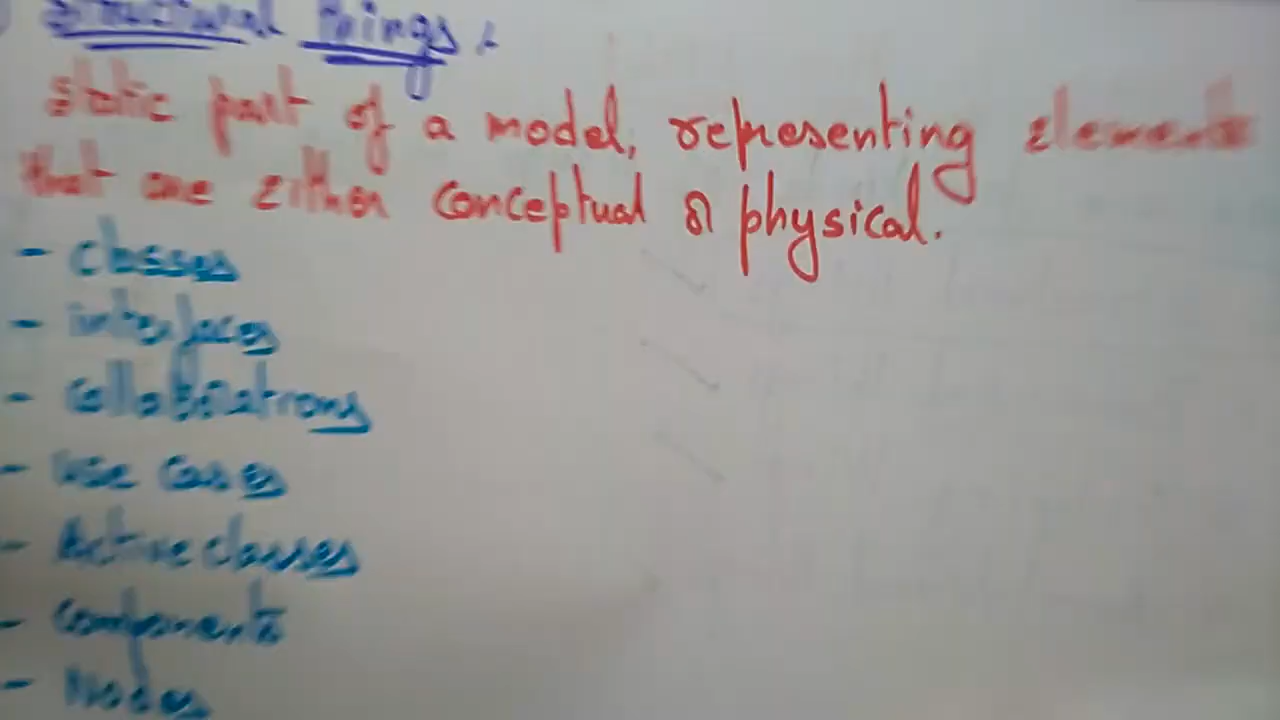 Structural things :
Static part of a model, representing elements
that are either conceptual or physical.
- classes
- interfaces
- collaborations
- use cases
- Active classes
- Components
- Nodes